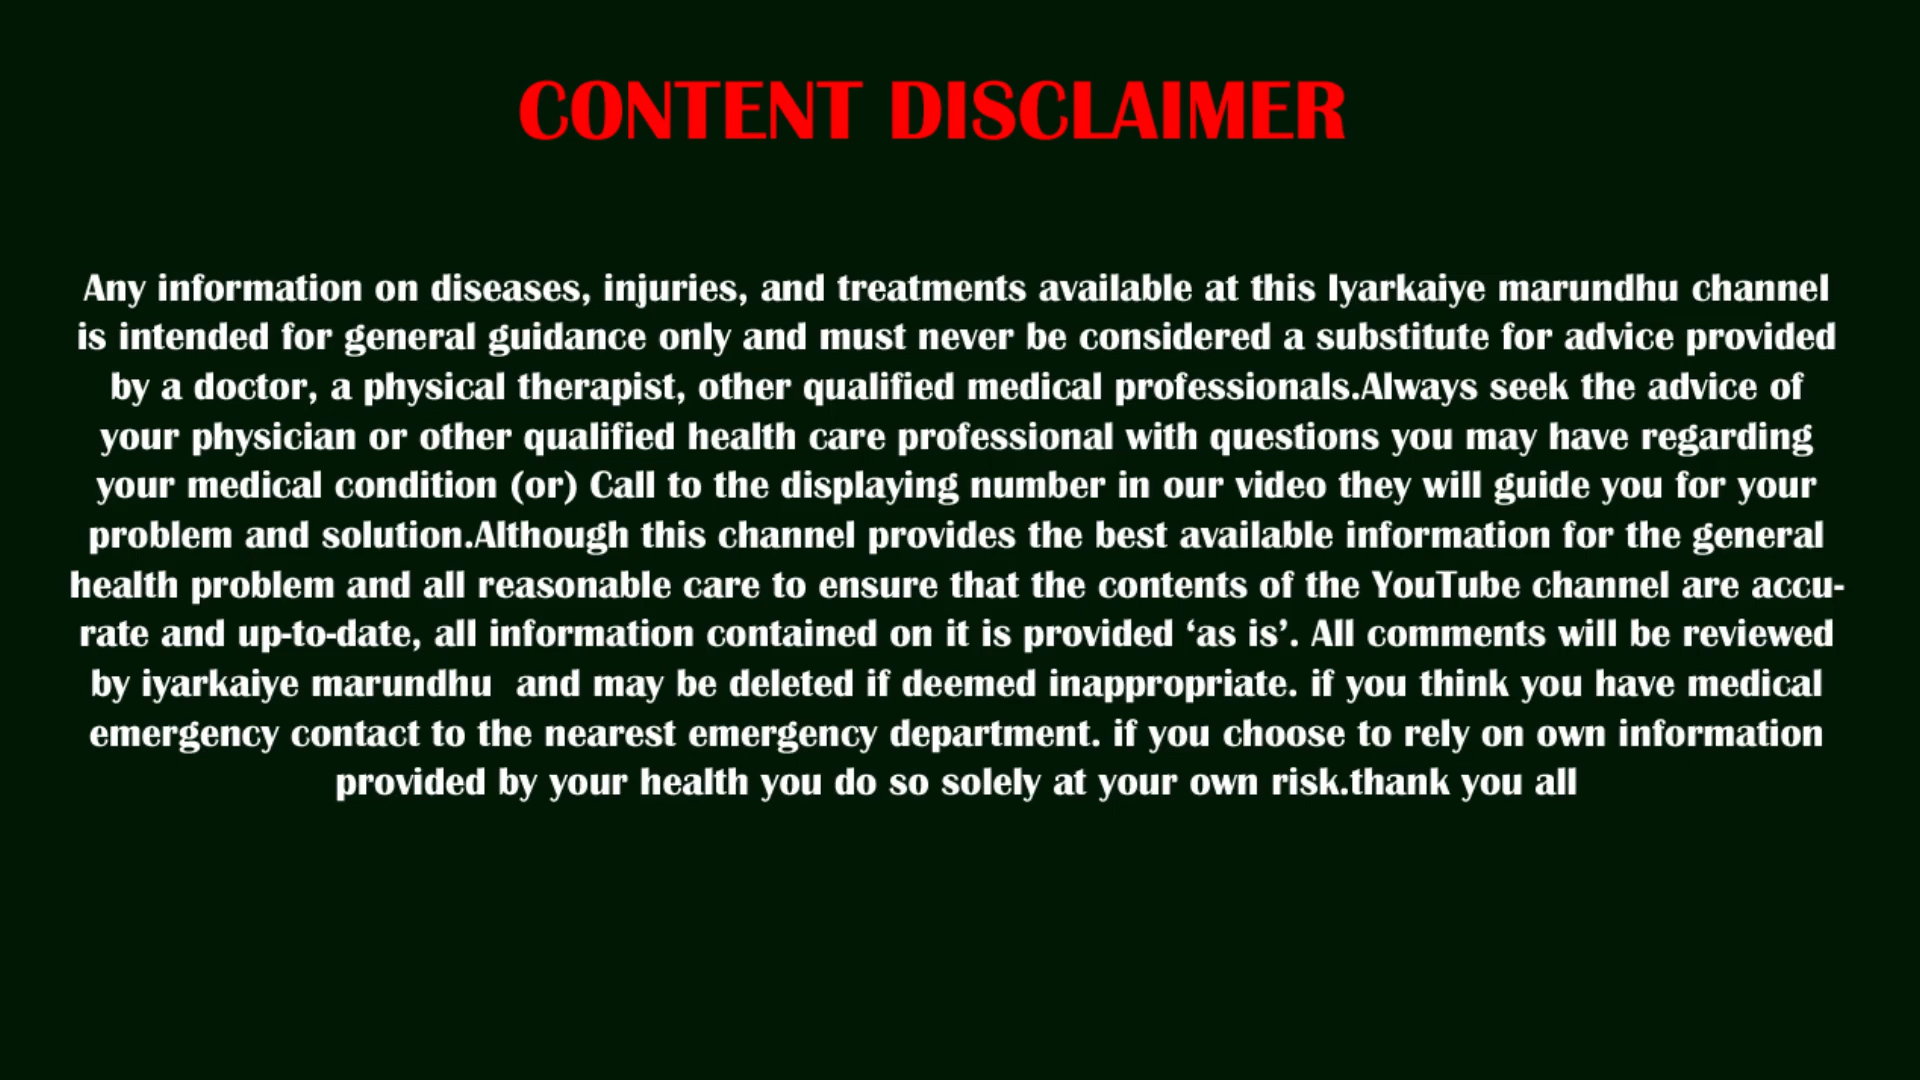 CONTENT DISCLAIMER
Any information on diseases, injuries, and treatments available at this Iyarkaiye marundhu channel
is intended for general guidance only and must never be considered a substitute for advice provided
by a doctor, a physical therapist, other qualified medical professionals.Always seek the advice of
your physician or other qualified health care professional with questions you may have regarding
your medical condition (or) Call to the displaying number in our video they will guide you for your
problem and solution.Although this channel provides the best available information for the general
health problem and all reasonable care to ensure that the contents of the YouTube channel are accu-
rate and up-to-date, all information contained on it is provided ‘as is’. All comments will be reviewed
by iyarkaiye marundhu  and may be deleted if deemed inappropriate. if you think you have medical
emergency contact to the nearest emergency department. if you choose to rely on own information
provided by your health you do so solely at your own risk.thank you all